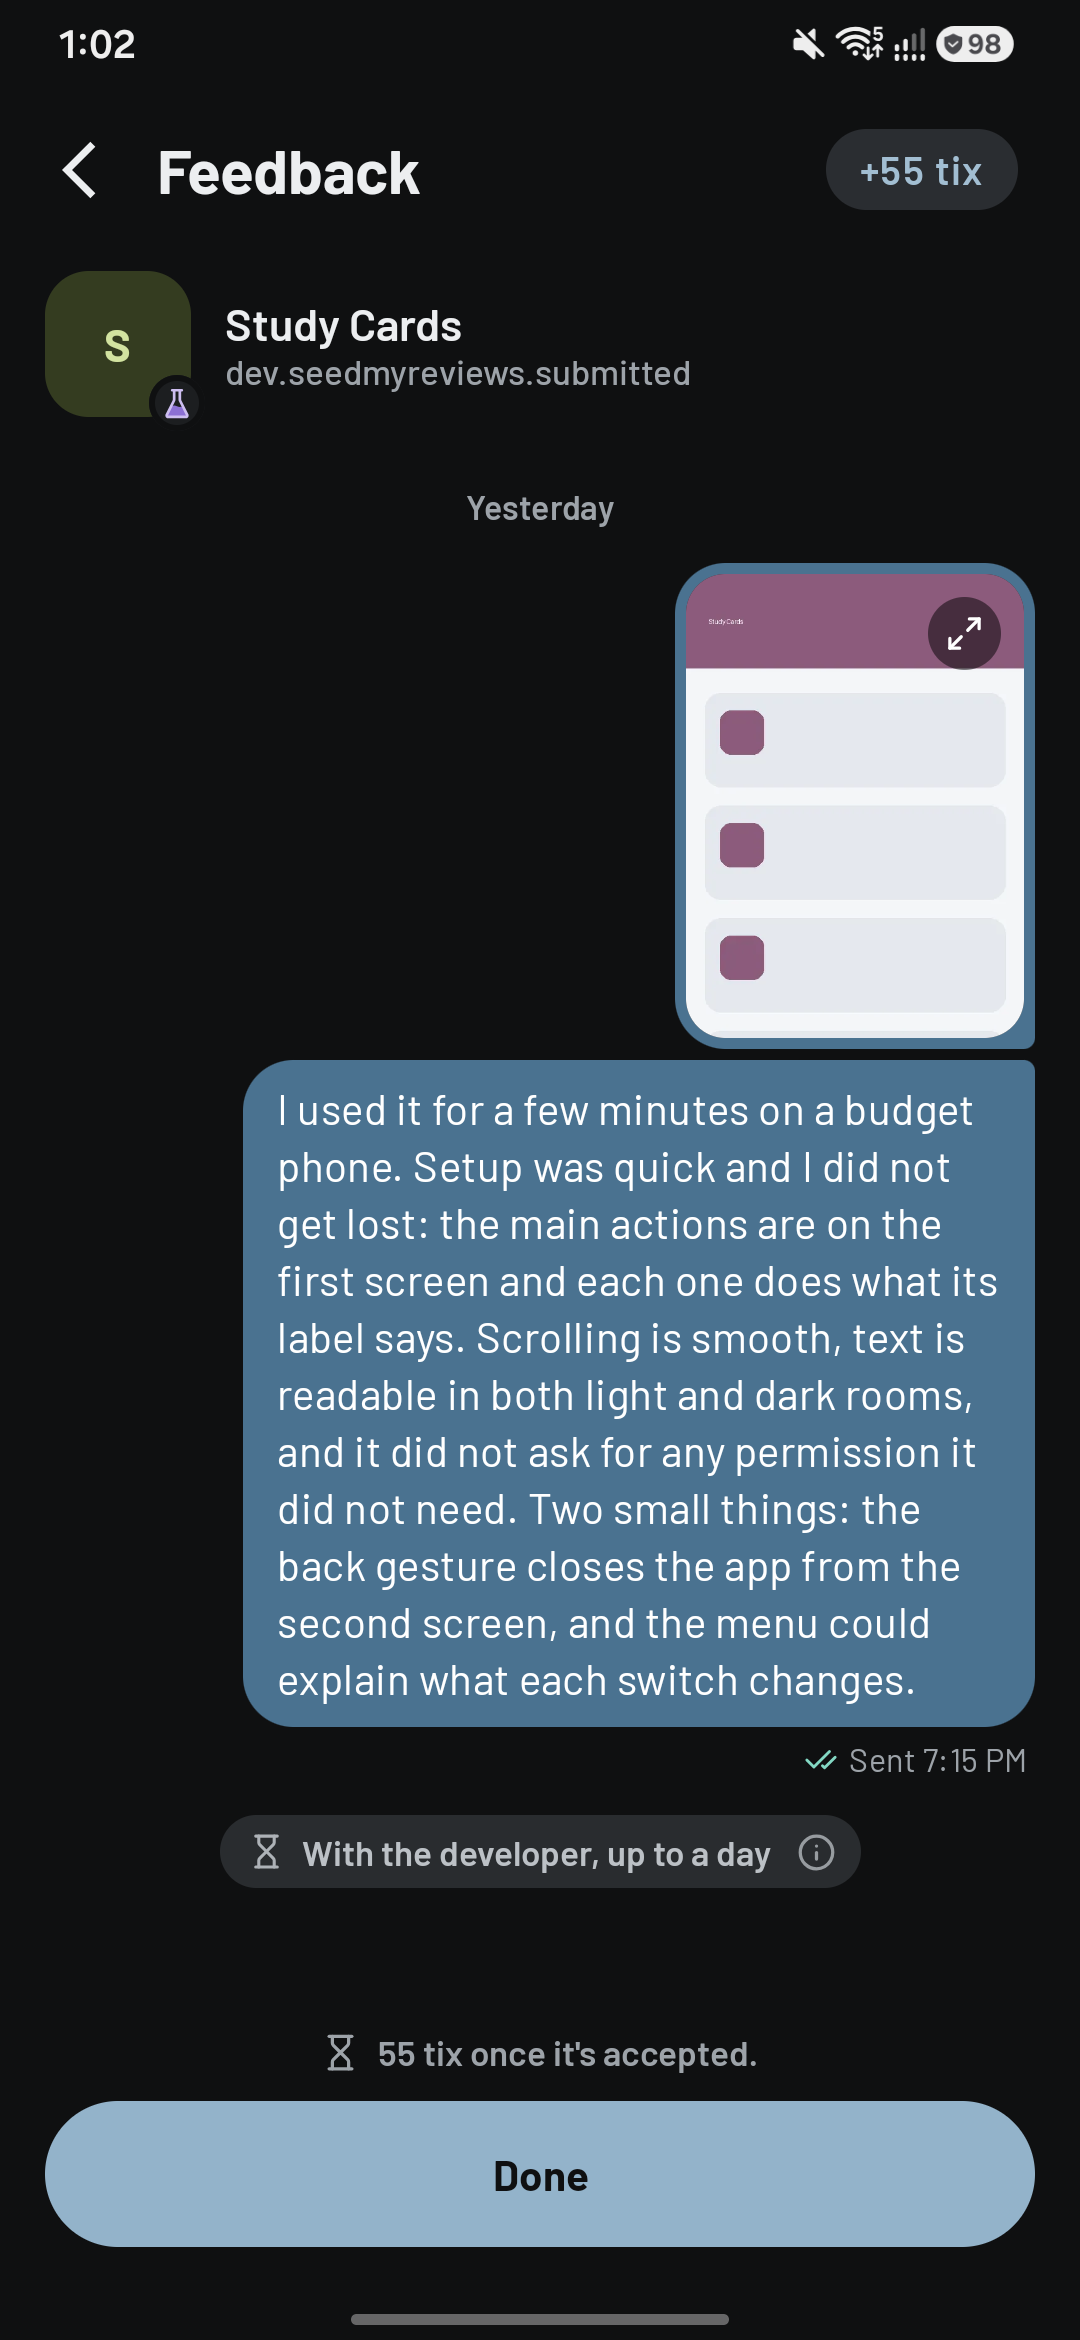 1:02
5
98
Feedback
+55 tix
S
Study Cards
dev.seedmyreviews.submitted
Yesterday
Study Cards
I used it for a few minutes on a budget
phone. Setup was quick and I did not
get lost: the main actions are on the
first screen and each one does what its
label says. Scrolling is smooth, text is
readable in both light and dark rooms,
and it did not ask for any permission it
did not need. Two small things: the
back gesture closes the app from the
second screen, and the menu could
explain what each switch changes.
Sent 7:15 PM
With the developer, up to a day
55 tix once it's accepted.
Done